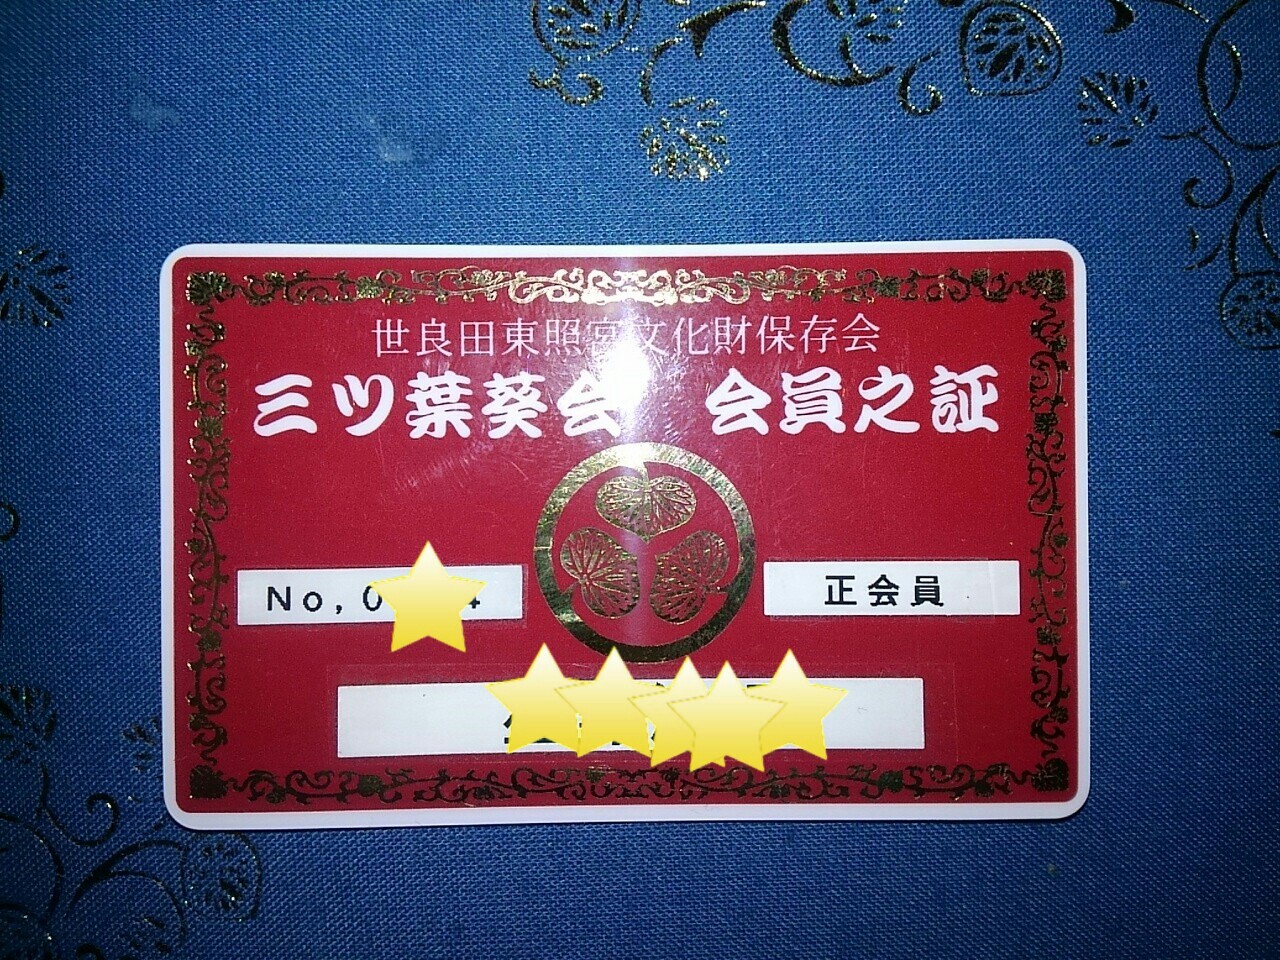 世良田東照宮文化財保存会
三ツ葉葵会 会員之証
No,0 4
正会員